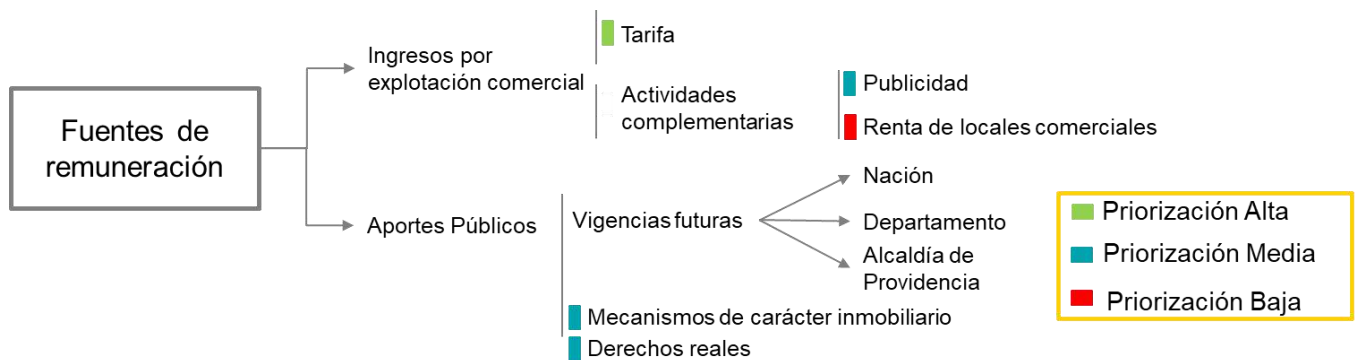 Fuentes de
remuneración
Ingresos por
explotación comercial
Tarifa
Actividades
complementarias
Publicidad
Renta de locales comerciales
Aportes Públicos
Vigencias futuras
Nación
Departamento
Alcaldía de
Providencia
Mecanismos de carácter inmobiliario
Derechos reales
Priorización Alta
Priorización Media
Priorización Baja